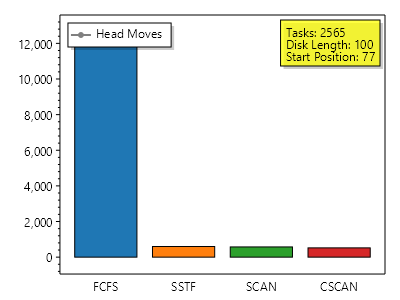 Head Moves
Tasks: 2565
Disk Length: 100
Start Position: 77
12,000
10,000
8,000
6,000
4,000
2,000
0
FCFS SSTF SCAN CSCAN